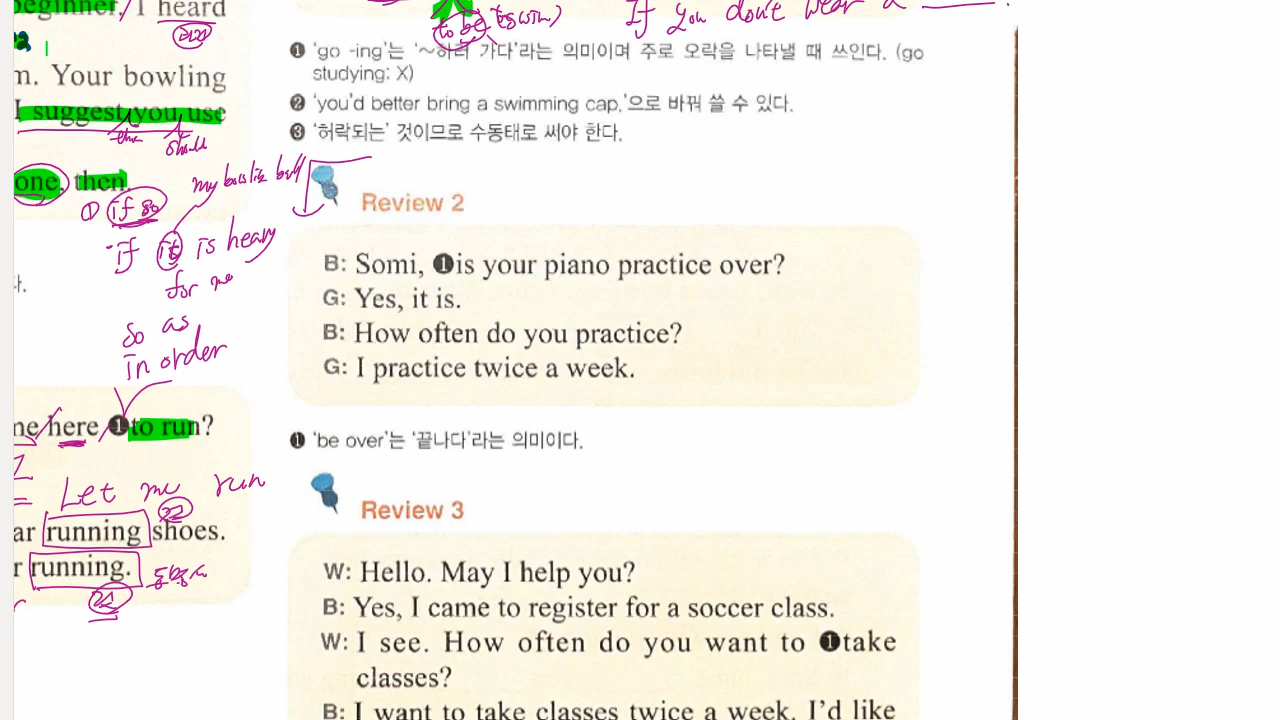 beginner, I heard
m. Your bowling
I suggest you use
should
one, then.
① if so
my bowling ball
if it is heavy
for me
so as
in order
me here ❶to run?
= Let me run
ar running shoes.
r running.
동명사
to be (to swim)
If you don't wear a
❶ 'go -ing'는 '~하러 가다'라는 의미이며 주로 오락을 나타낼 때 쓰인다. (go
studying: X)
❷ 'you'd better bring a swimming cap.'으로 바꿔 쓸 수 있다.
❸ '허락되는' 것이므로 수동태로 써야 한다.
Review 2
B: Somi, ❶is your piano practice over?
G: Yes, it is.
B: How often do you practice?
G: I practice twice a week.
❶ 'be over'는 '끝나다'라는 의미이다.
Review 3
W: Hello. May I help you?
B: Yes, I came to register for a soccer class.
W: I see. How often do you want to ❶take
classes?
B: I want to take classes twice a week. I'd like